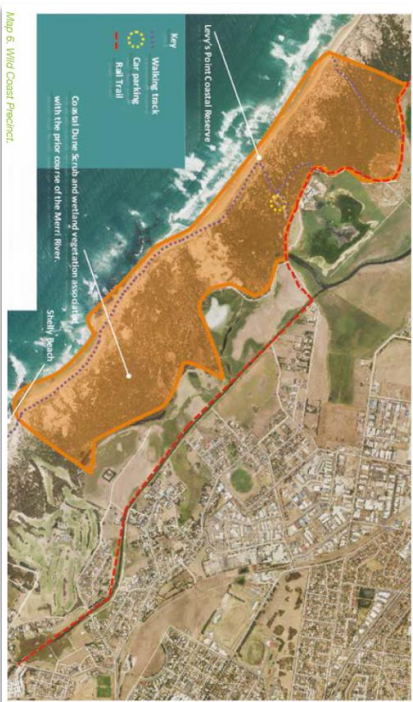 Key
Walking track
Car parking
Rail Trail
Levy's Point Coastal Reserve
Coastal Dune Scrub and wetland vegetation associated
with the prior course of the Merri River.
Shelly Beach
Map 6. Wild Coast Precinct.